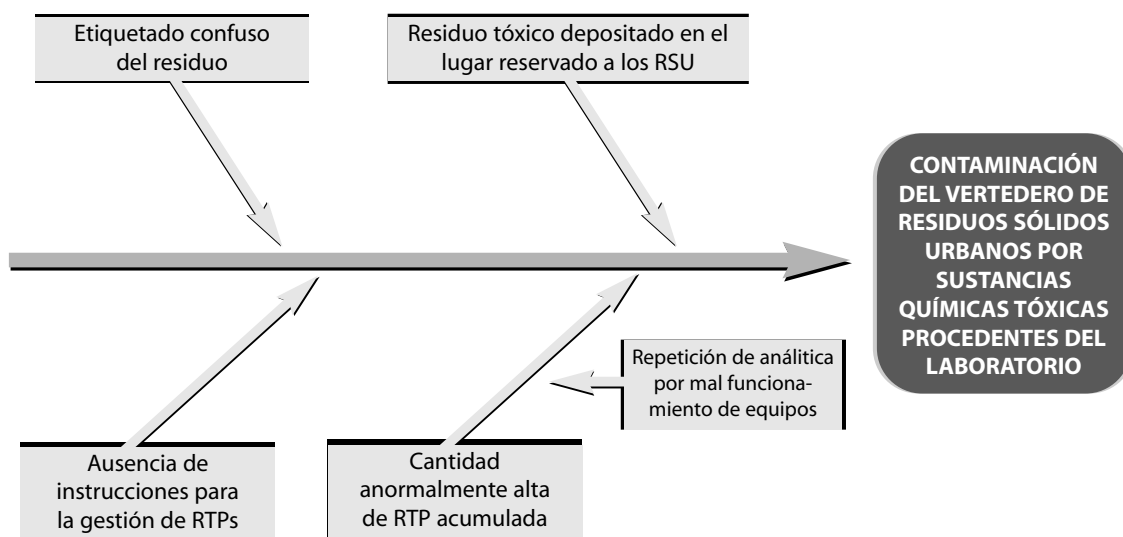 Etiquetado confuso
del residuo
Residuo tóxico depositado en el
lugar reservado a los RSU
CONTAMINACIÓN
DEL VERTEDERO DE
RESIDUOS SÓLIDOS
URBANOS POR
SUSTANCIAS
QUÍMICAS TÓXICAS
PROCEDENTES DEL
LABORATORIO
Repetición de análitica
por mal funciona-
miento de equipos
Ausencia de
instrucciones para
la gestión de RTPs
Cantidad
anormalmente alta
de RTP acumulada